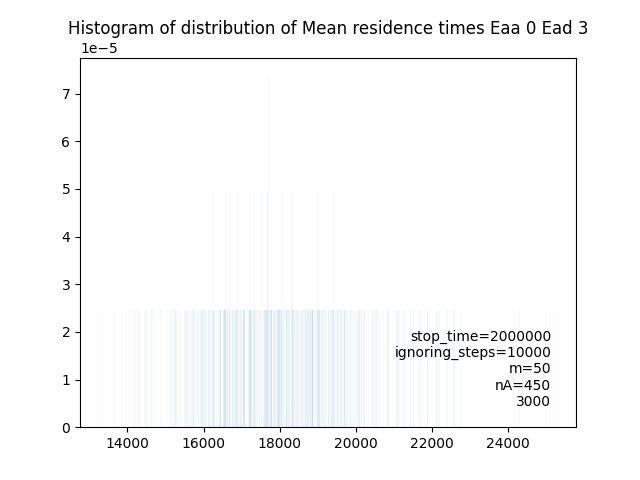 Histogram of distribution of Mean residence times Eaa 0 Ead 3
1e−5
7
6
5
4
3
2
1
0
stop_time=2000000
ignoring_steps=10000
m=50
nA=450
3000
14000 16000 18000 20000 22000 24000